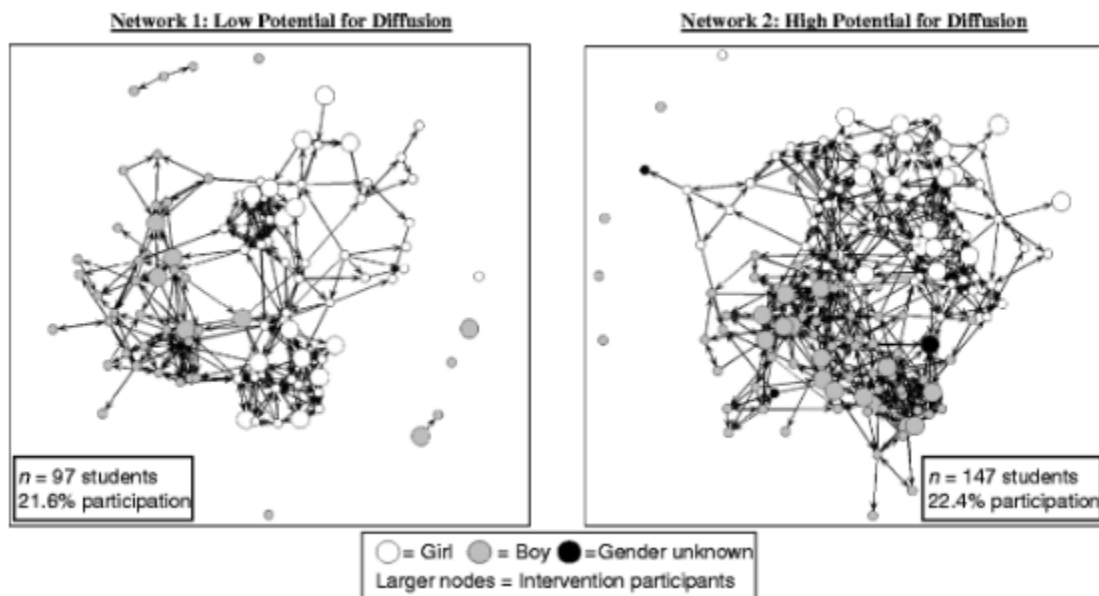 Network 1: Low Potential for Diffusion
Network 2: High Potential for Diffusion
n = 97 students
21.6% participation
n = 147 students
22.4% participation
= Girl = Boy =Gender unknown
Larger nodes = Intervention participants